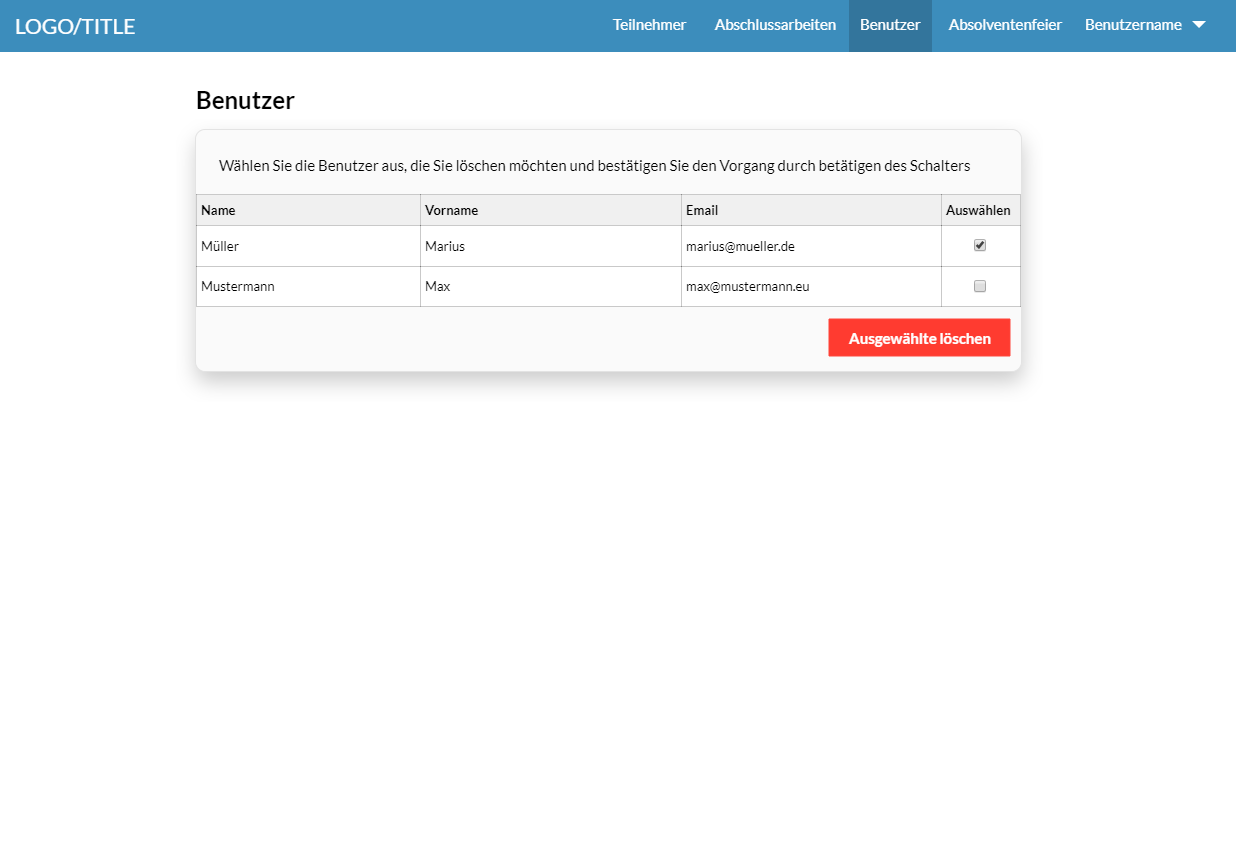 LOGO/TITLE Teilnehmer Abschlussarbeiten Benutzer Absolventenfeier Benutzername
Benutzer
Wählen Sie die Benutzer aus, die Sie löschen möchten und bestätigen Sie den Vorgang durch betätigen des Schalters
Name Vorname Email Auswählen
Müller Marius marius@mueller.de
Mustermann Max max@mustermann.eu
Ausgewählte löschen